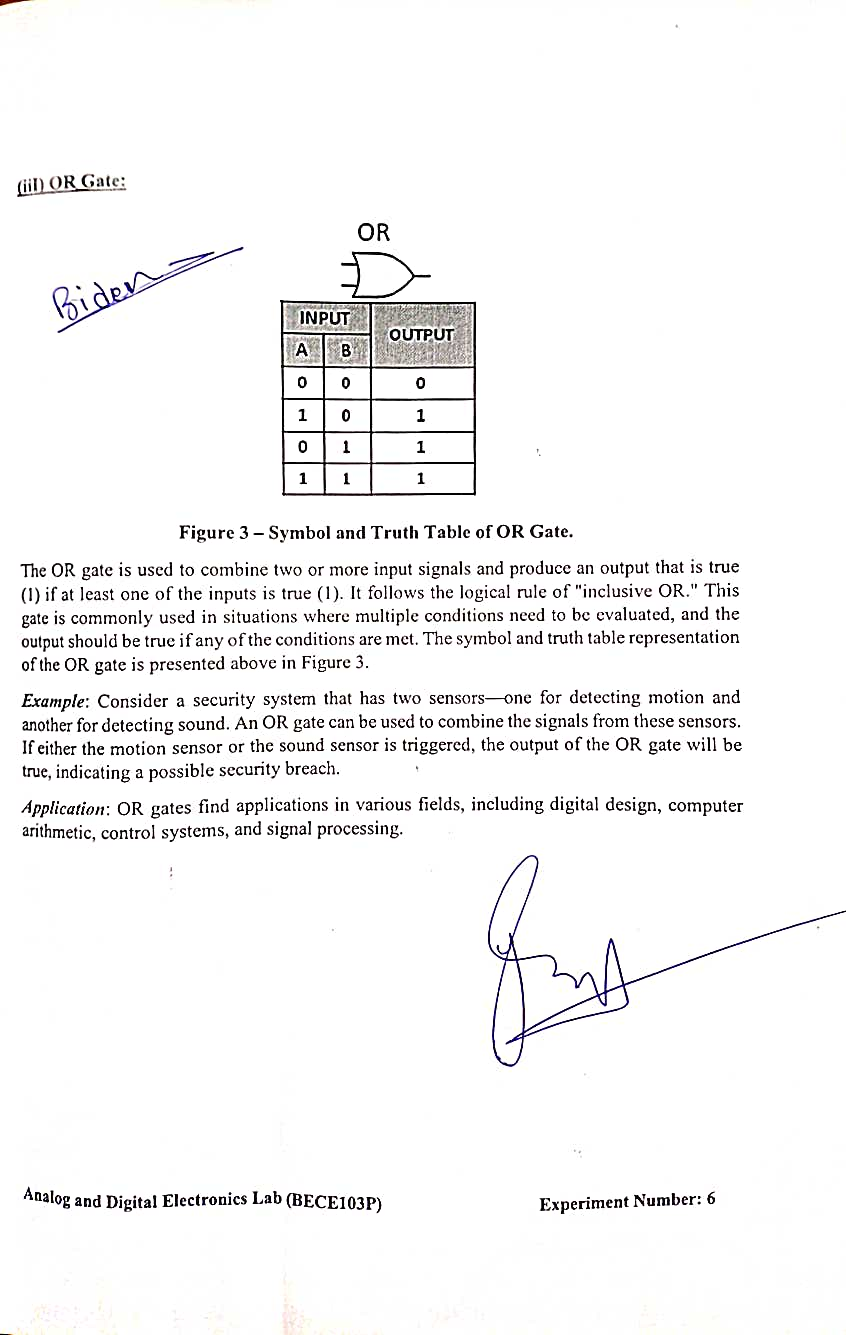 (iii) OR Gate:
OR
Biden
INPUT OUTPUT
A B
0 0 0
1 0 1
0 1 1
1 1 1
Figure 3 – Symbol and Truth Table of OR Gate.
The OR gate is used to combine two or more input signals and produce an output that is true
(1) if at least one of the inputs is true (1). It follows the logical rule of "inclusive OR." This
gate is commonly used in situations where multiple conditions need to be evaluated, and the
output should be true if any of the conditions are met. The symbol and truth table representation
of the OR gate is presented above in Figure 3.
Example: Consider a security system that has two sensors—one for detecting motion and
another for detecting sound. An OR gate can be used to combine the signals from these sensors.
If either the motion sensor or the sound sensor is triggered, the output of the OR gate will be
true, indicating a possible security breach.
Application: OR gates find applications in various fields, including digital design, computer
arithmetic, control systems, and signal processing.
Analog and Digital Electronics Lab (BECE103P) Experiment Number: 6